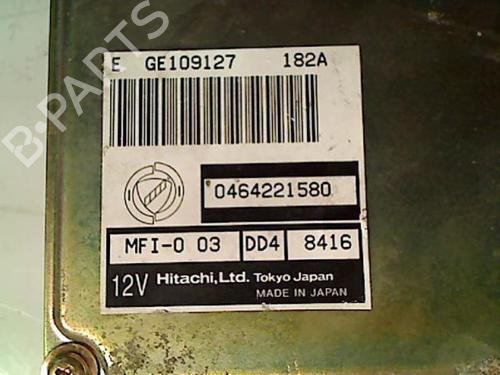 E GE109127 182A
0464221580
MFI-0 03 DD4 8416
12V Hitachi,Ltd. Tokyo Japan
MADE IN JAPAN
B-PARTS